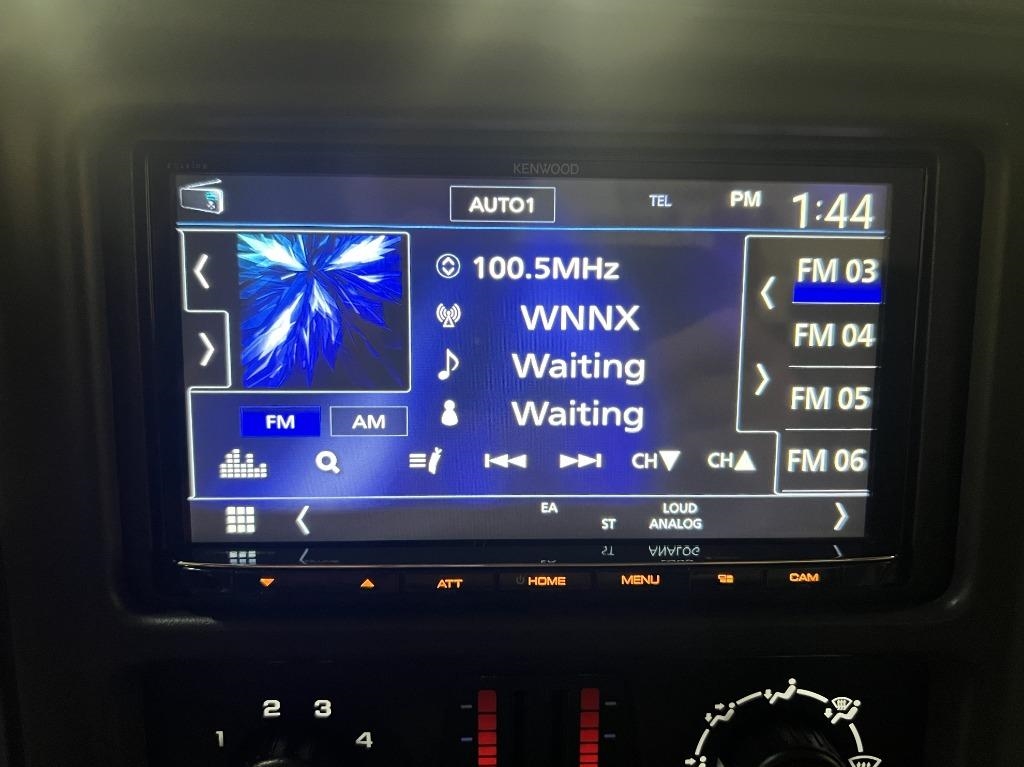 KENWOOD
AUTO1 TEL PM 1:44
100.5MHz
WNNX
Waiting
Waiting
FM AM
CH▼ CH▲
FM 03
FM 04
FM 05
FM 06
EA LOUD
ST ANALOG
ATT HOME MENU CAM
1 2 3 4